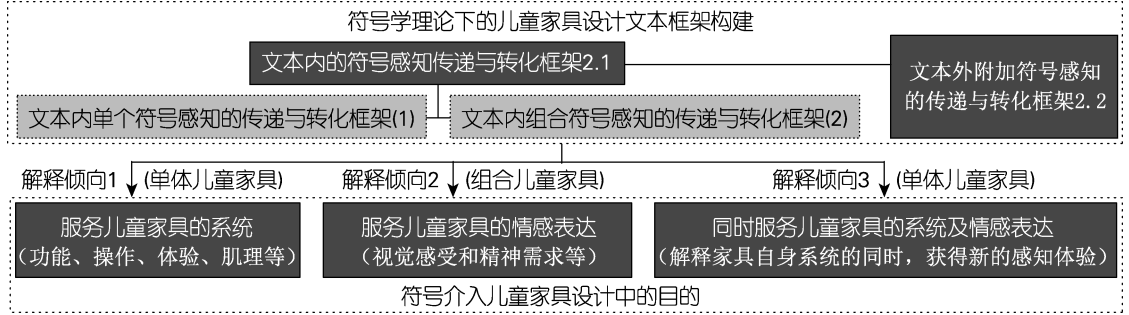 符号学理论下的儿童家具设计文本框架构建
文本内的符号感知传递与转化框架2.1
文本外附加符号感知
的传递与转化框架2.2
文本内单个符号感知的传递与转化框架(1)
文本内组合符号感知的传递与转化框架(2)
解释倾向1 (单体儿童家具)
解释倾向2 (组合儿童家具)
解释倾向3 (单体儿童家具)
服务儿童家具的系统
(功能、操作、体验、肌理等)
服务儿童家具的情感表达
(视觉感受和精神需求等)
同时服务儿童家具的系统及情感表达
(解释家具自身系统的同时，获得新的感知体验)
符号介入儿童家具设计中的目的